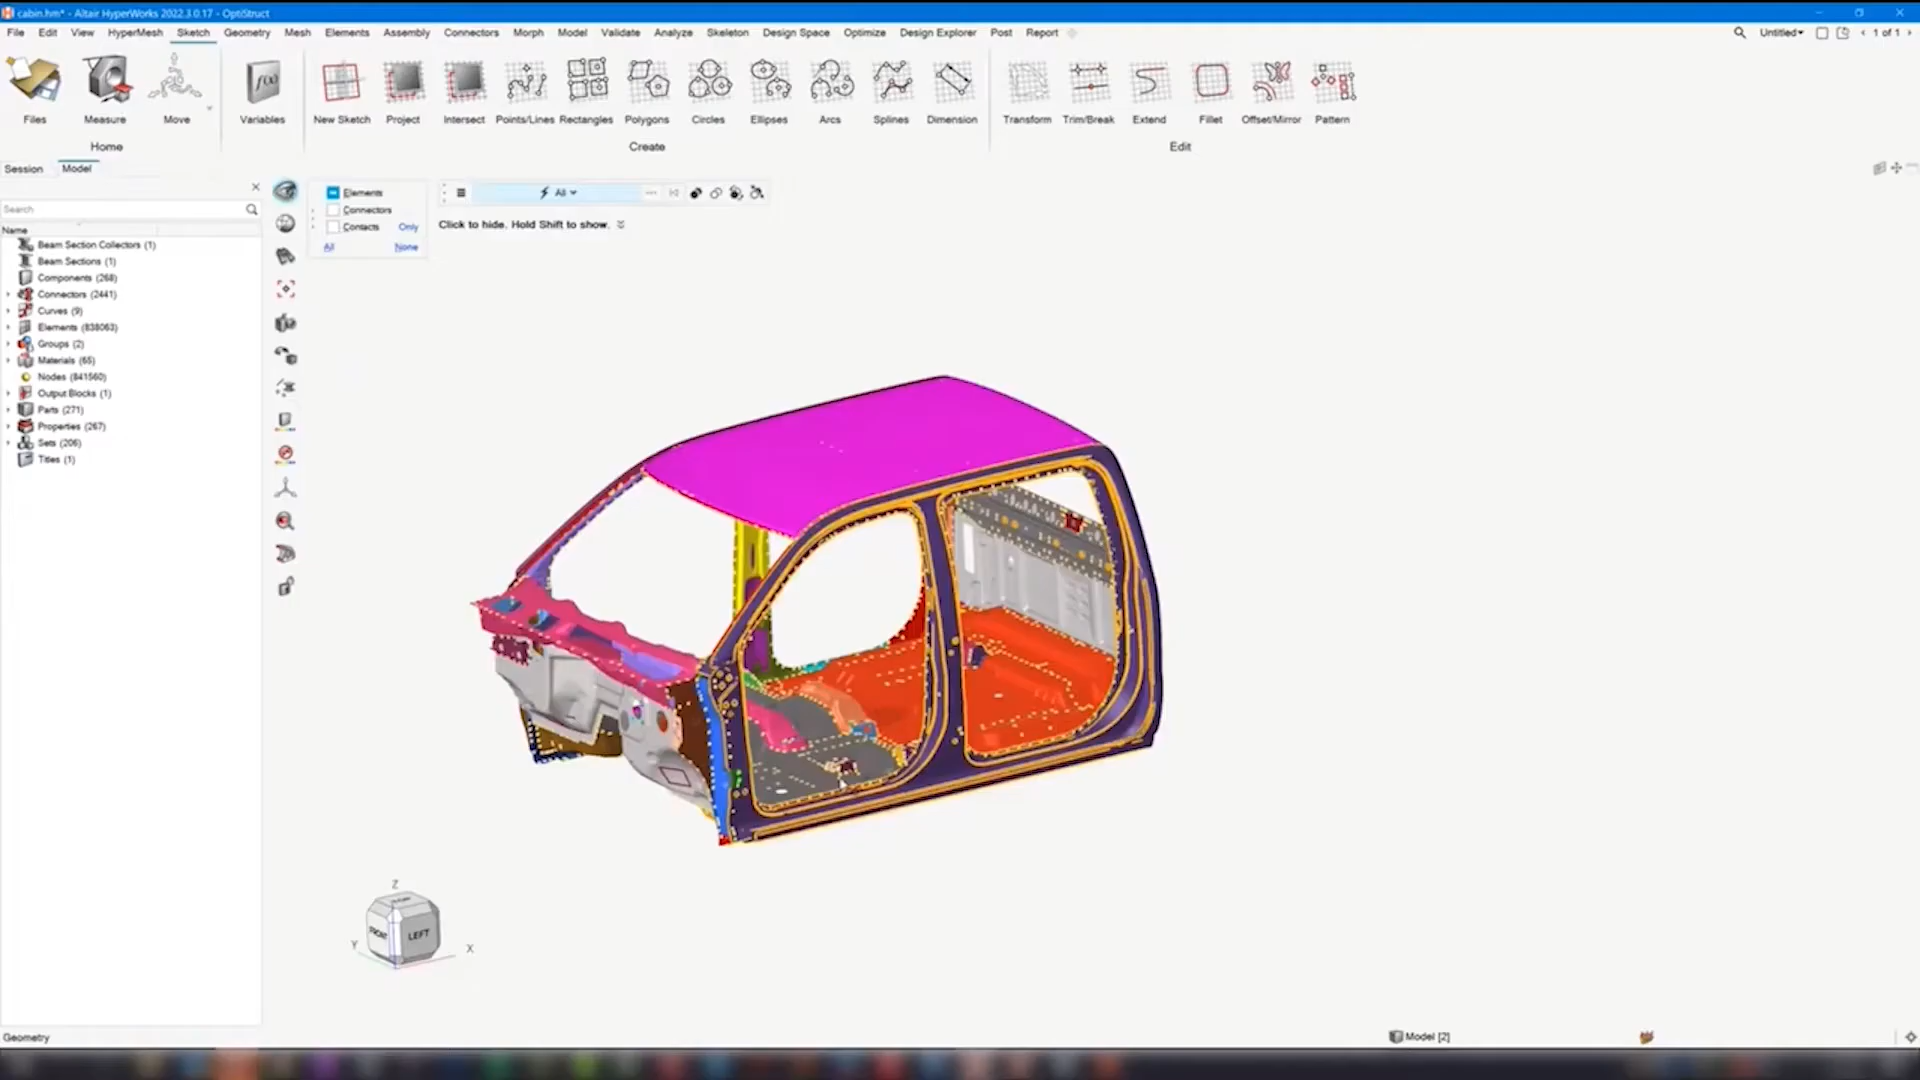 cabin.hm* - Altair HyperWorks 2022.3.0.17 - OptiStruct
File Edit View HyperMesh Sketch Geometry Mesh Elements Assembly Connectors Morph Model Validate Analyze Skeleton Design Space Optimize Design Explorer Post Report Untitled 1 of 1
Files Measure Move Variables New Sketch Project Intersect Points/Lines Rectangles Polygons Circles Ellipses Arcs Splines Dimension Transform Trim/Break Extend Fillet Offset/Mirror Pattern
Home Create Edit
Session Model
Search
Name
Beam Section Collectors (1)
Beam Sections (1)
Components (268)
Connectors (2441)
Curves (9)
Elements (838063)
Groups (2)
Materials (65)
Nodes (841560)
Output Blocks (1)
Parts (271)
Properties (267)
Sets (206)
Titles (1)
Elements
Connectors
Contacts Only
All None
All
Click to hide. Hold Shift to show.
Z
FRONT LEFT
Y X
Geometry Model [2]